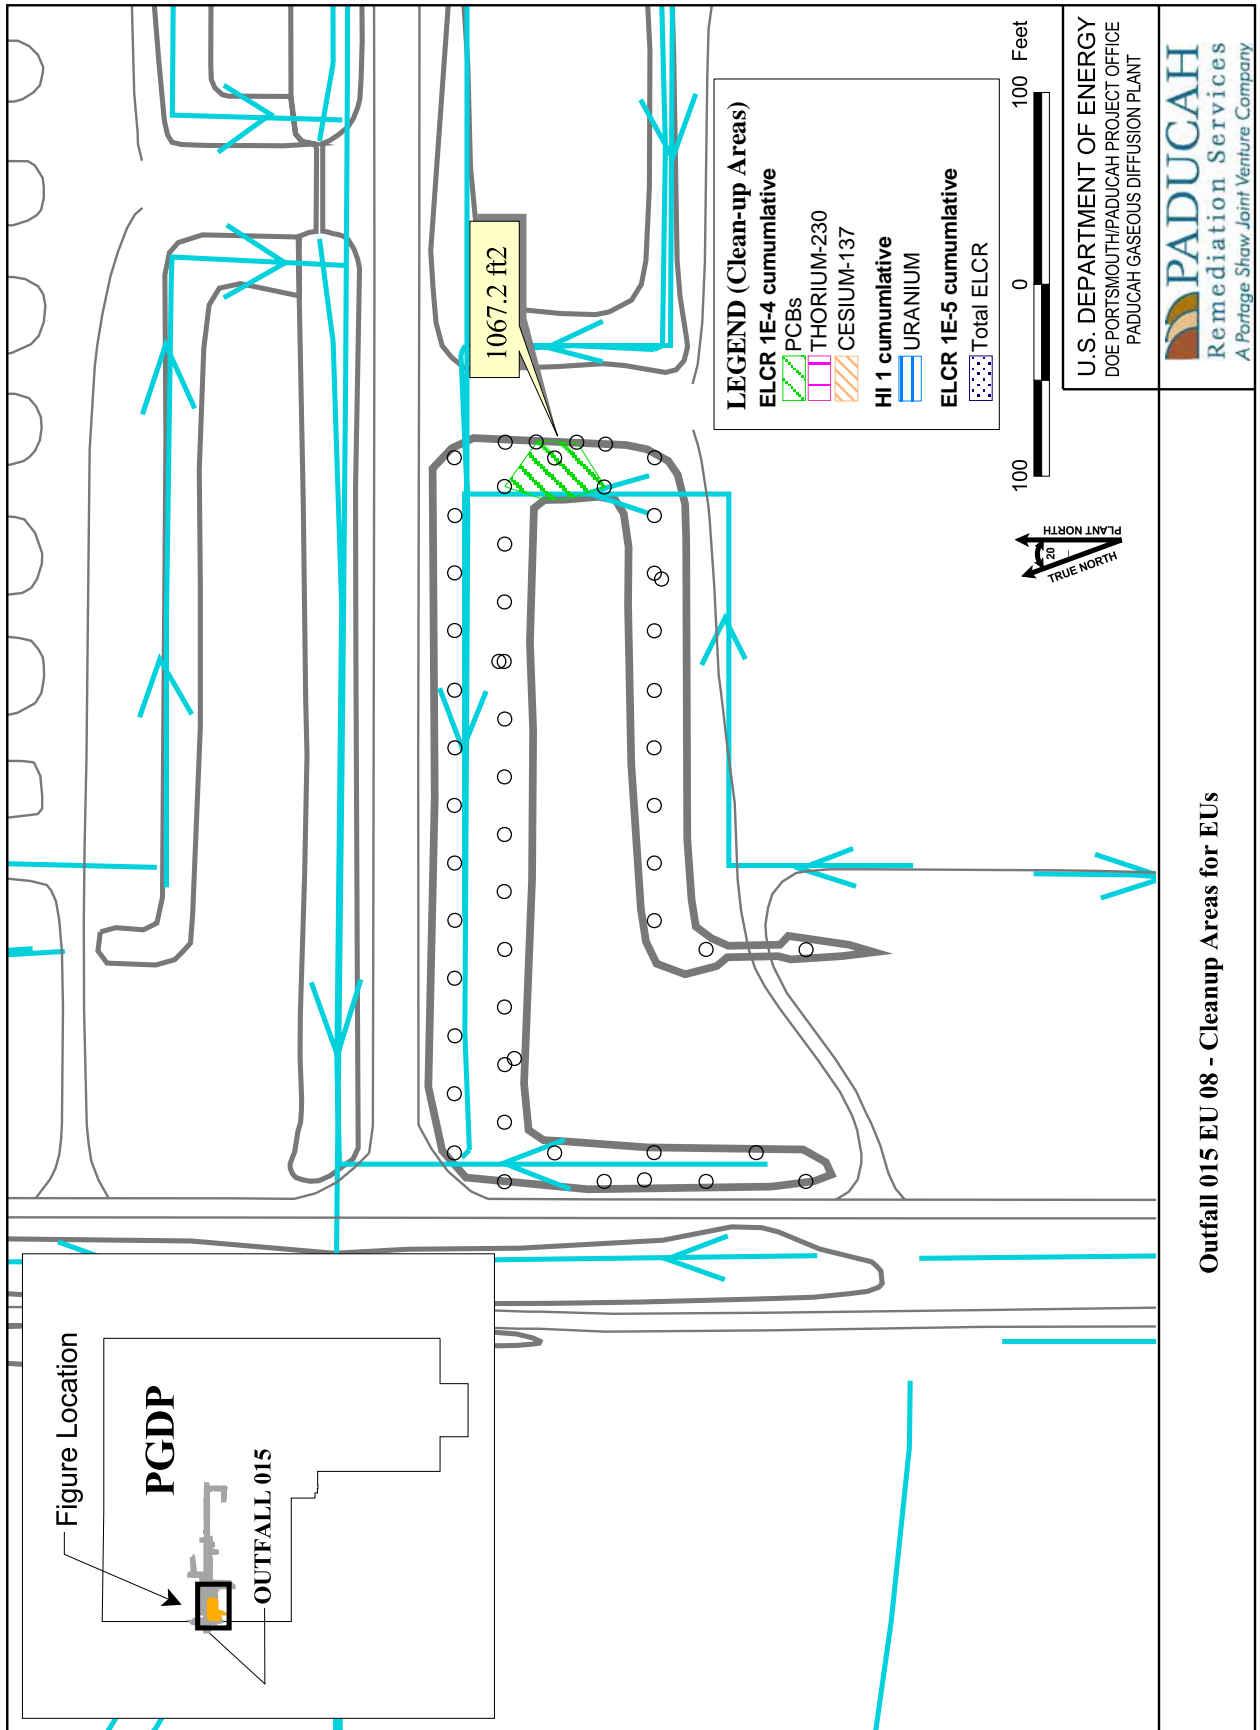 Figure Location
PGDP
OUTFALL 015
1067.2 ft2
LEGEND (Clean-up Areas)
ELCR 1E-4 cumulative
PCBs
THORIUM-230
CESIUM-137
HI 1 cumumlative
URANIUM
ELCR 1E-5 cumulative
Total ELCR
100 0 100 Feet
PLANT NORTH
20
TRUE NORTH
U.S. DEPARTMENT OF ENERGY
DOE PORTSMOUTH/PADUCAH PROJECT OFFICE
PADUCAH GASEOUS DIFFUSION PLANT
PADUCAH
Remediation Services
A Portage Shaw Joint Venture Company
Outfall 015 EU 08 - Cleanup Areas for EUs